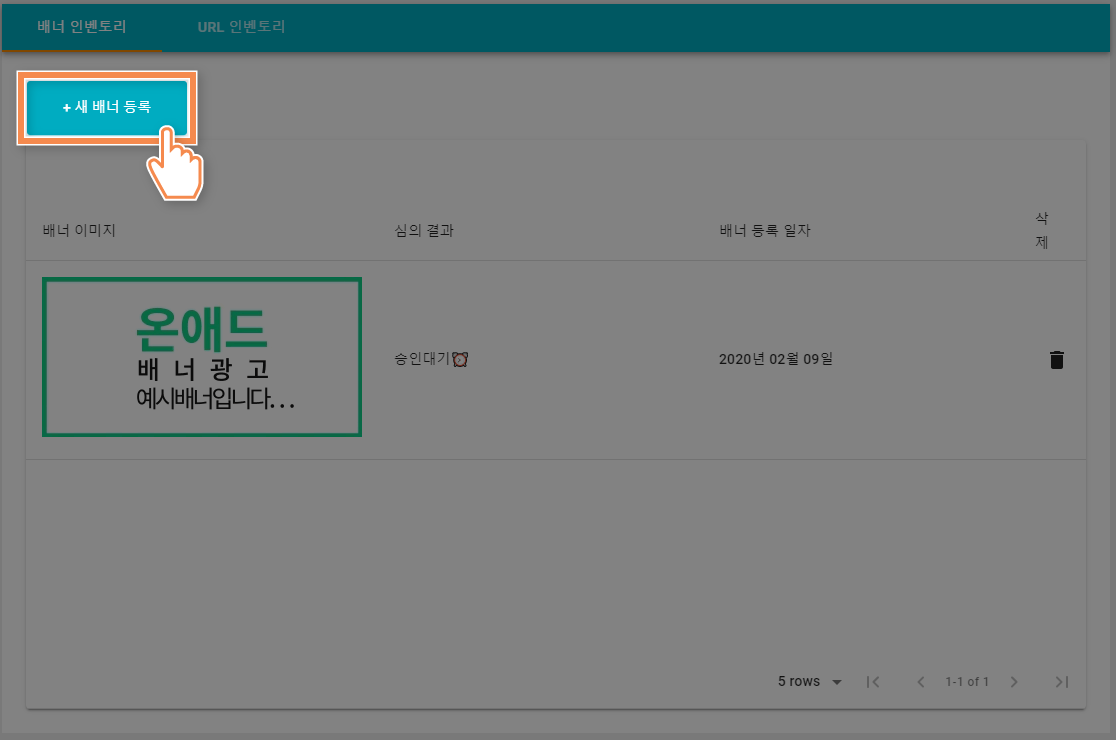 배너 인벤토리
URL 인벤토리
+ 새 배너 등록
배너 이미지
심의 결과
배너 등록 일자
삭
제
온애드
배 너 광 고
예시배너입니다...
승인대기⏰
2020년 02월 09일
5 rows
1-1 of 1